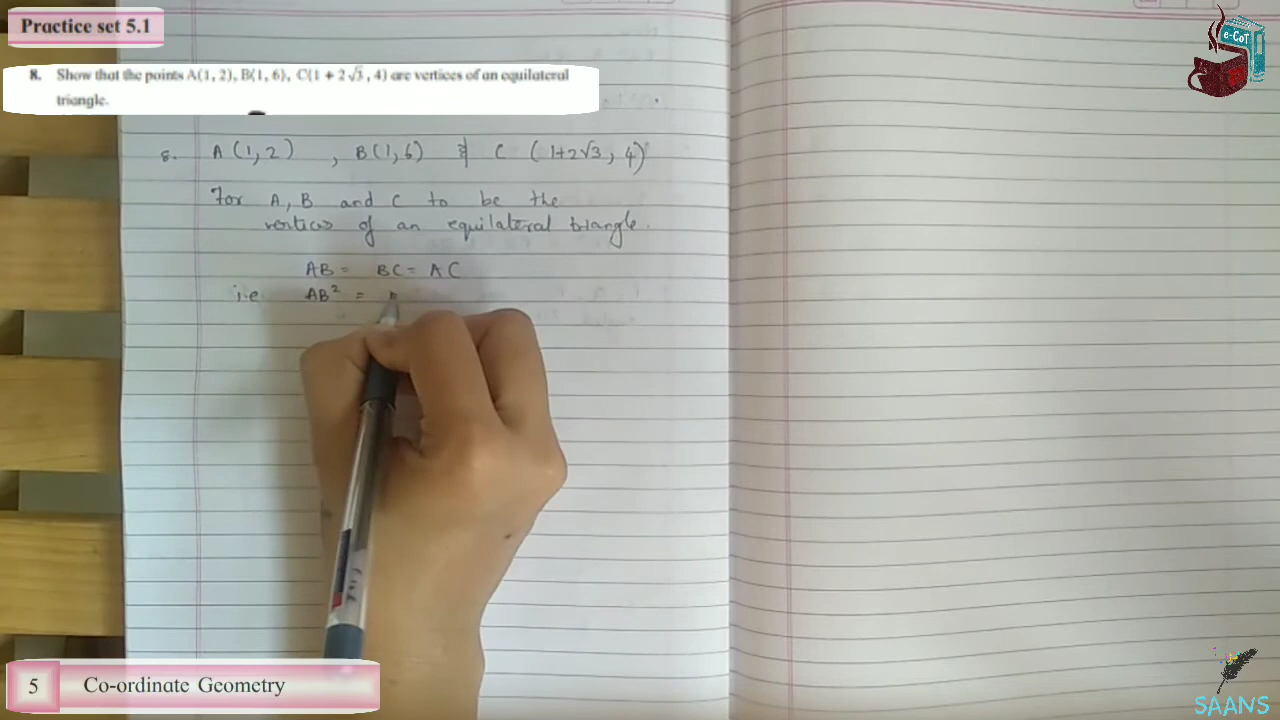 Practice set 5.1
e-CoT
8. Show that the points A(1, 2), B(1, 6), C(1 + 2√3, 4) are vertices of an equilateral
triangle.
8. A (1, 2) , B(1, 6) & C (1+2√3, 4)
For A, B and C to be the
vertices of an equilateral triangle.
AB = BC = AC
i.e AB² =
5 Co-ordinate Geometry
SAANS